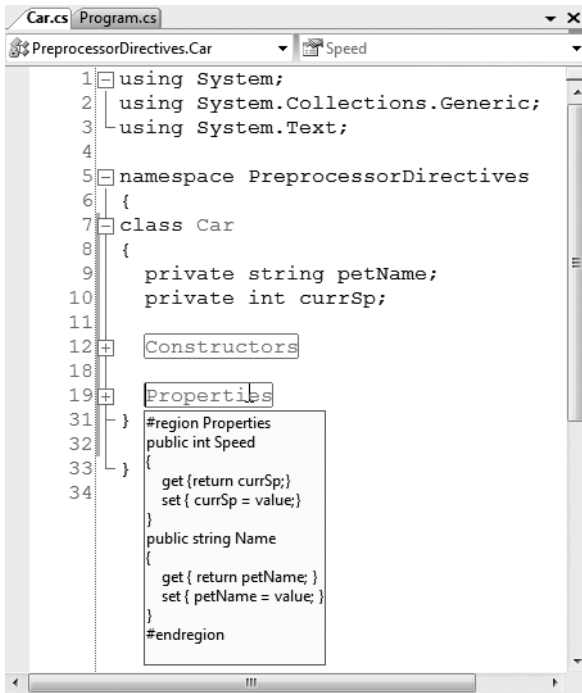 Car.cs Program.cs
PreprocessorDirectives.Car Speed
1 using System;
2 using System.Collections.Generic;
3 using System.Text;
4
5 namespace PreprocessorDirectives
6 {
7 class Car
8 {
9 private string petName;
10 private int currSp;
11
12 Constructors
18
19 Properties
31 }
32
33 }
34
#region Properties
public int Speed
{
get {return currSp;}
set { currSp = value;}
}
public string Name
{
get { return petName; }
set { petName = value; }
}
#endregion